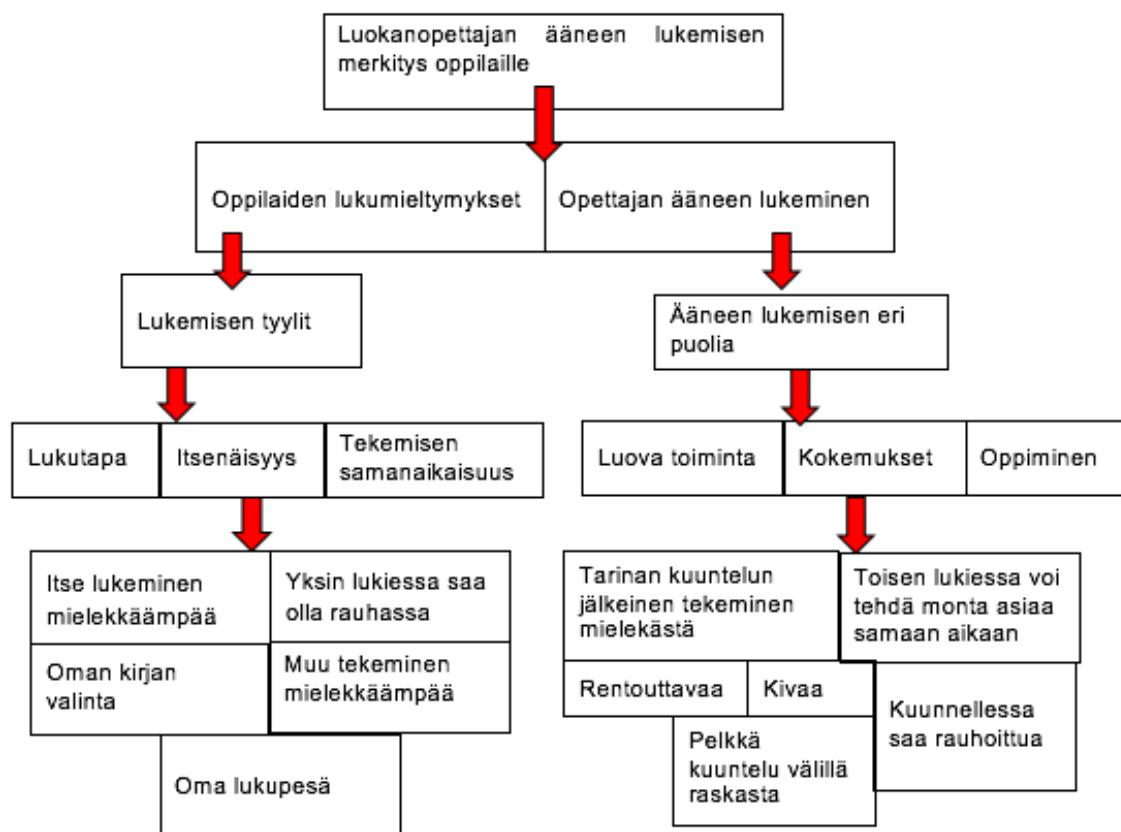 Luokanopettajan ääneen lukemisen
merkitys oppilaille
Oppilaiden lukumieltymykset
Opettajan ääneen lukeminen
Lukemisen tyylit
Ääneen lukemisen eri
puolia
Lukutapa
Itsenäisyys
Tekemisen
samanaikaisuus
Luova toiminta
Kokemukset
Oppiminen
Itse lukeminen
mielekkäämpää
Yksin lukiessa saa
olla rauhassa
Oman kirjan
valinta
Muu tekeminen
mielekkäämpää
Oma lukupesä
Tarinan kuuntelun
jälkeinen tekeminen
mielekästä
Toisen lukiessa voi
tehdä monta asiaa
samaan aikaan
Rentouttavaa
Kivaa
Kuunnellessa
saa rauhoittua
Pelkkä
kuuntelu välillä
raskasta